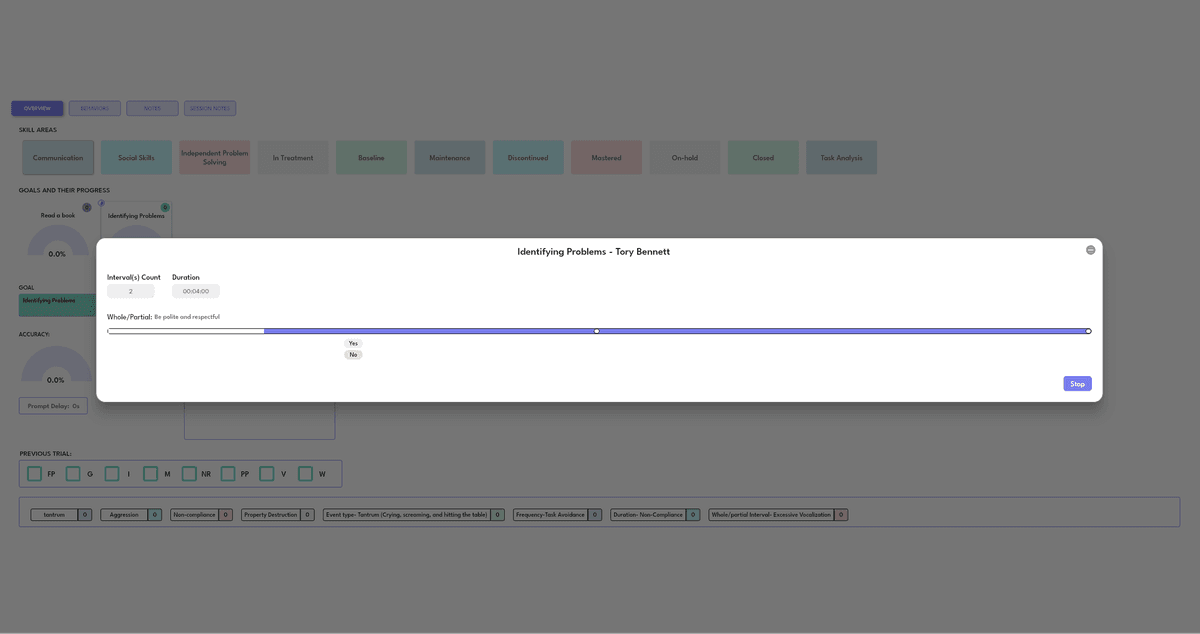 OVERVIEW BEHAVIORS NOTES SESSION NOTES
SKILL AREAS
Communication Social Skills Independent Problem Solving In Treatment Baseline Maintenance Discontinued Mastered On-hold Closed Task Analysis
GOALS AND THEIR PROGRESS
Read a book Identifying Problems
0.0%
Identifying Problems - Tory Bennett
Interval(s) Count Duration
2 00:04:00
Whole/Partial: Be polite and respectful
Yes
No
Stop
GOAL
Identifying Problems
ACCURACY:
0.0%
Prompt Delay: 0s
PREVIOUS TRIAL:
FP G I M NR PP V W
tantrum 0 Aggression 0 Non-compliance 0 Property Destruction 0 Event type- Tantrum (Crying, screaming, and hitting the table) 0 Frequency-Task Avoidance 0 Duration- Non-Compliance 0 Whole/partial Interval- Excessive Vocalization 0